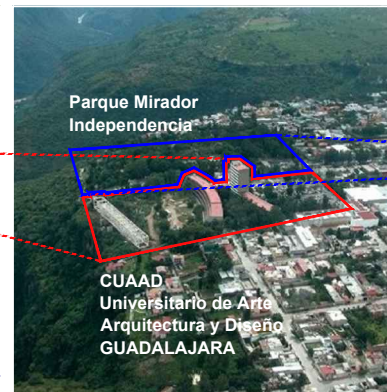 Parque Mirador
Independencia
CUAAD
Universitario de Arte
Arquitectura y Diseño
GUADALAJARA